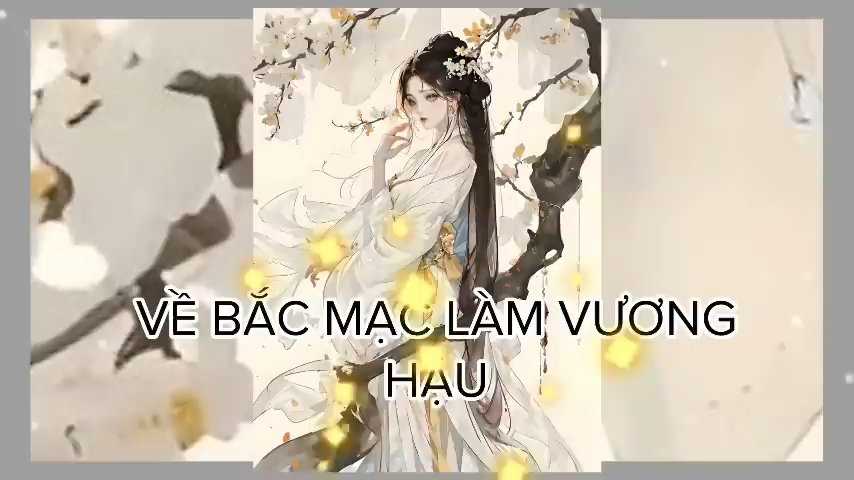 VỀ BẮC MẠC LÀM VƯƠNG
HẬU